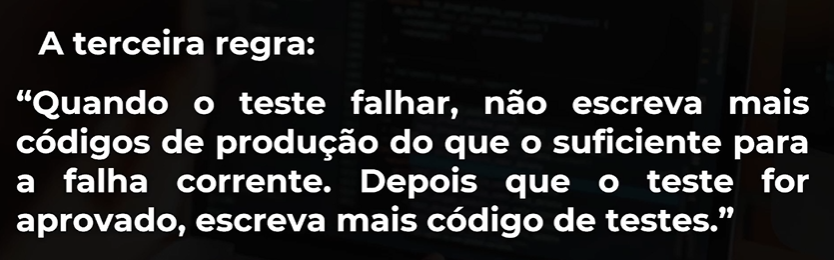 A terceira regra:
“Quando o teste falhar, não escreva mais
códigos de produção do que o suficiente para
a falha corrente. Depois que o teste for
aprovado, escreva mais código de testes.”